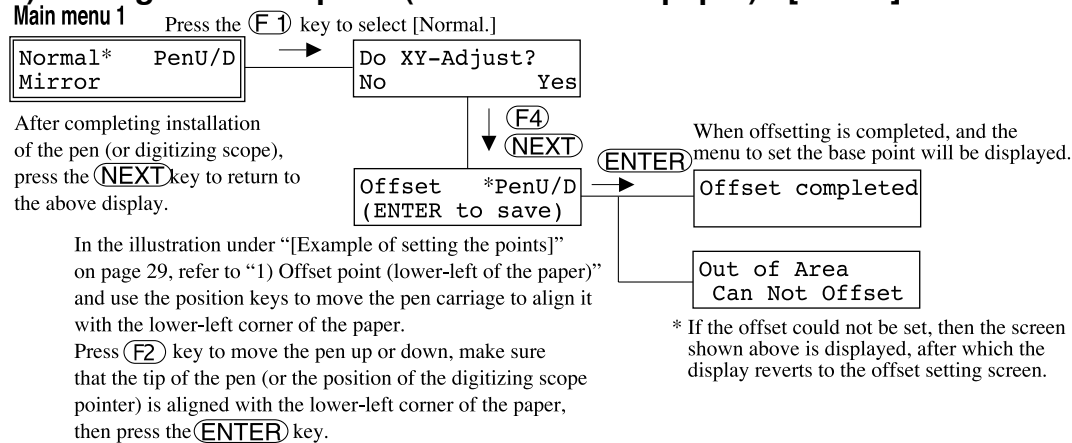 Main menu 1
Press the (F 1) key to select [Normal.]
Normal* PenU/D
Mirror
Do XY-Adjust?
No Yes
After completing installation
of the pen (or digitizing scope),
press the (NEXT) key to return to
the above display.
(F4)
(NEXT)
(ENTER)
When offsetting is completed, and the
menu to set the base point will be displayed.
Offset *PenU/D
(ENTER to save)
Offset completed
Out of Area
Can Not Offset
In the illustration under “[Example of setting the points]”
on page 29, refer to “1) Offset point (lower-left of the paper)”
and use the position keys to move the pen carriage to align it
with the lower-left corner of the paper.
Press (F2) key to move the pen up or down, make sure
that the tip of the pen (or the position of the digitizing scope
pointer) is aligned with the lower-left corner of the paper,
then press the (ENTER) key.
* If the offset could not be set, then the screen
shown above is displayed, after which the
display reverts to the offset setting screen.